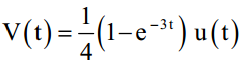 V(t) = 1/4 (1−e^{−3t}) u(t)